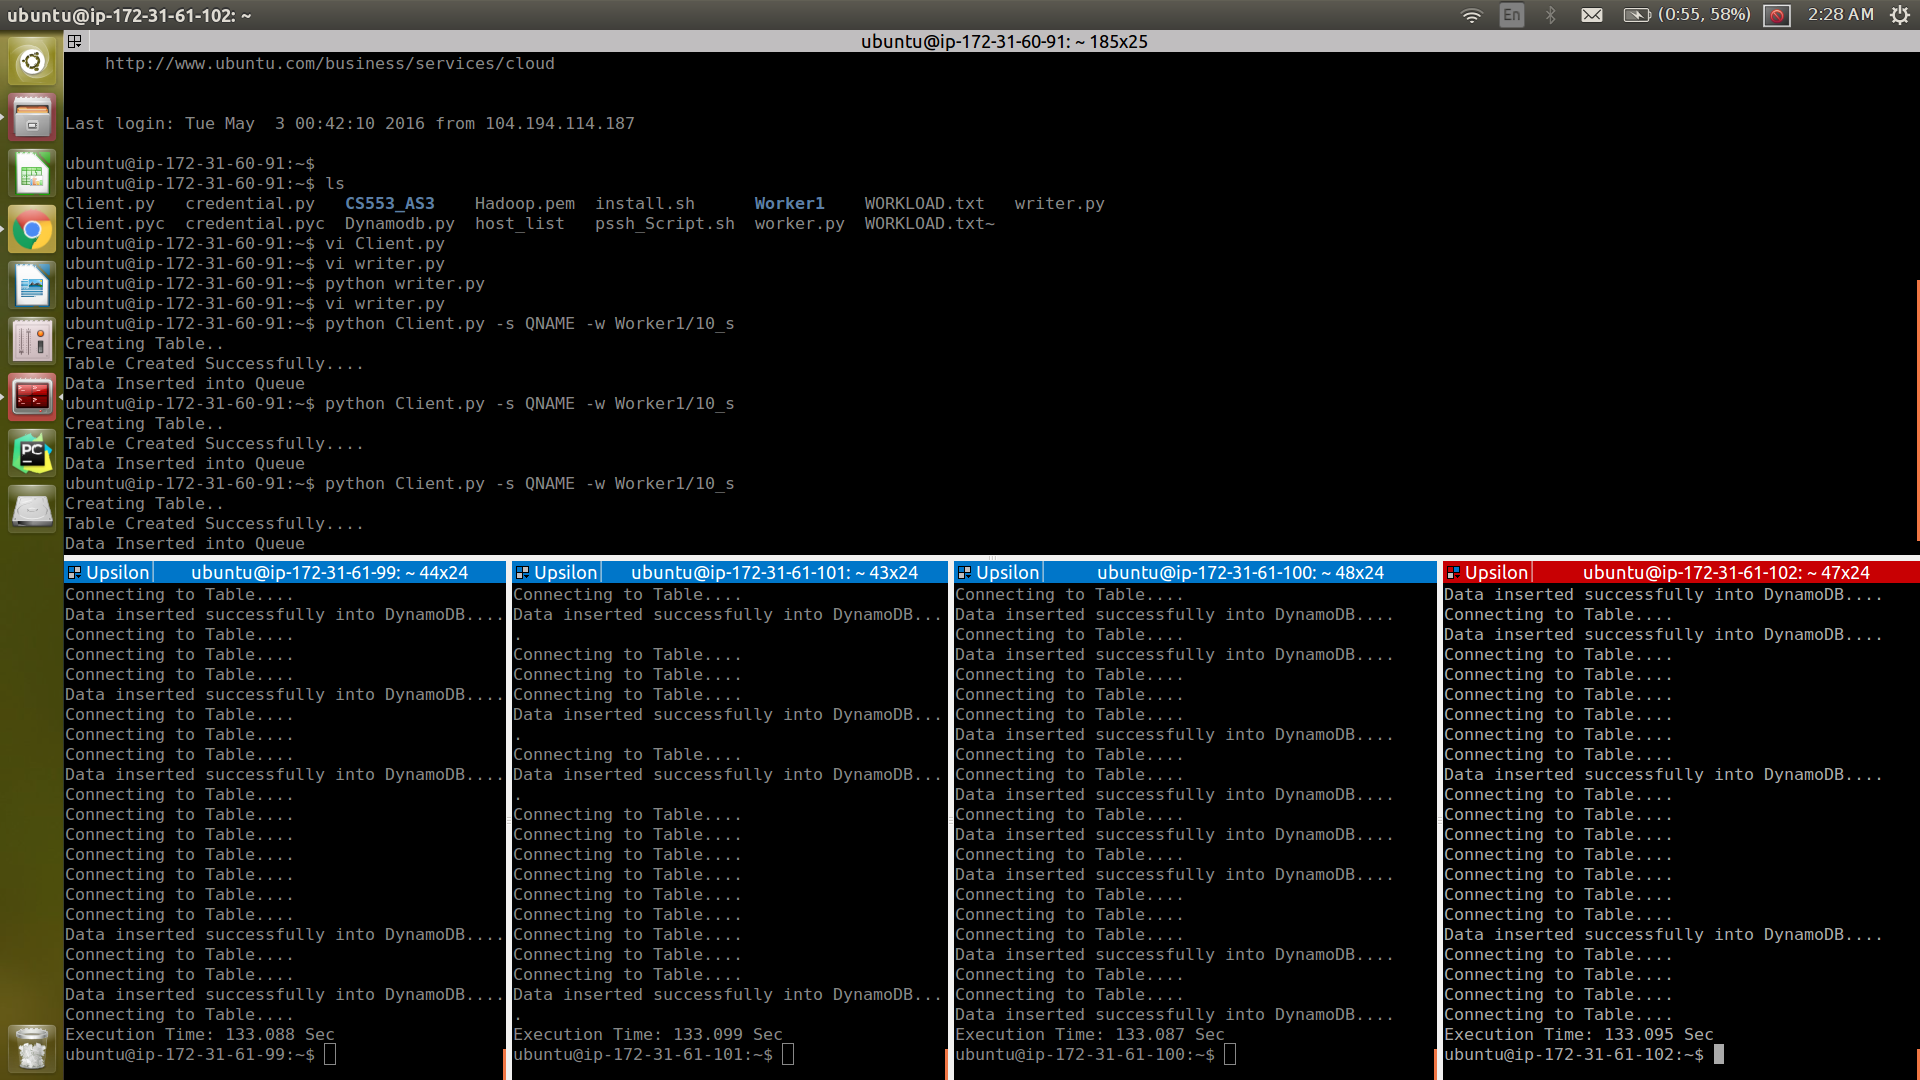 ubuntu@ip-172-31-61-102: ~
En
(0:55, 58%)
2:28 AM
ubuntu@ip-172-31-60-91: ~ 185x25
http://www.ubuntu.com/business/services/cloud
Last login: Tue May  3 00:42:10 2016 from 104.194.114.187
ubuntu@ip-172-31-60-91:~$
ubuntu@ip-172-31-60-91:~$ ls
Client.py   credential.py   CS553_AS3    Hadoop.pem  install.sh      Worker1    WORKLOAD.txt   writer.py
Client.pyc  credential.pyc  Dynamodb.py  host_list   pssh_Script.sh  worker.py  WORKLOAD.txt~
ubuntu@ip-172-31-60-91:~$ vi Client.py
ubuntu@ip-172-31-60-91:~$ vi writer.py
ubuntu@ip-172-31-60-91:~$ python writer.py
ubuntu@ip-172-31-60-91:~$ vi writer.py
ubuntu@ip-172-31-60-91:~$ python Client.py -s QNAME -w Worker1/10_s
Creating Table..
Table Created Successfully....
Data Inserted into Queue
ubuntu@ip-172-31-60-91:~$ python Client.py -s QNAME -w Worker1/10_s
Creating Table..
Table Created Successfully....
Data Inserted into Queue
ubuntu@ip-172-31-60-91:~$ python Client.py -s QNAME -w Worker1/10_s
Creating Table..
Table Created Successfully....
Data Inserted into Queue
PC
Upsilon
ubuntu@ip-172-31-61-99: ~ 44x24
Connecting to Table....
Data inserted successfully into DynamoDB....
Connecting to Table....
Connecting to Table....
Connecting to Table....
Data inserted successfully into DynamoDB....
Connecting to Table....
Connecting to Table....
Connecting to Table....
Data inserted successfully into DynamoDB....
Connecting to Table....
Connecting to Table....
Connecting to Table....
Connecting to Table....
Connecting to Table....
Connecting to Table....
Connecting to Table....
Data inserted successfully into DynamoDB....
Connecting to Table....
Connecting to Table....
Data inserted successfully into DynamoDB....
Connecting to Table....
Execution Time: 133.088 Sec
ubuntu@ip-172-31-61-99:~$
Upsilon
ubuntu@ip-172-31-61-101: ~ 43x24
Connecting to Table....
Data inserted successfully into DynamoDB...
.
Connecting to Table....
Connecting to Table....
Connecting to Table....
Data inserted successfully into DynamoDB...
.
Connecting to Table....
Data inserted successfully into DynamoDB...
.
Connecting to Table....
Connecting to Table....
Connecting to Table....
Connecting to Table....
Connecting to Table....
Connecting to Table....
Connecting to Table....
Connecting to Table....
Connecting to Table....
Data inserted successfully into DynamoDB...
.
Execution Time: 133.099 Sec
ubuntu@ip-172-31-61-101:~$
Upsilon
ubuntu@ip-172-31-61-100: ~ 48x24
Connecting to Table....
Data inserted successfully into DynamoDB....
Connecting to Table....
Data inserted successfully into DynamoDB....
Connecting to Table....
Connecting to Table....
Connecting to Table....
Data inserted successfully into DynamoDB....
Connecting to Table....
Connecting to Table....
Data inserted successfully into DynamoDB....
Connecting to Table....
Data inserted successfully into DynamoDB....
Connecting to Table....
Data inserted successfully into DynamoDB....
Connecting to Table....
Connecting to Table....
Connecting to Table....
Data inserted successfully into DynamoDB....
Connecting to Table....
Connecting to Table....
Data inserted successfully into DynamoDB....
Execution Time: 133.087 Sec
ubuntu@ip-172-31-61-100:~$
Upsilon
ubuntu@ip-172-31-61-102: ~ 47x24
Data inserted successfully into DynamoDB....
Connecting to Table....
Data inserted successfully into DynamoDB....
Connecting to Table....
Connecting to Table....
Connecting to Table....
Connecting to Table....
Connecting to Table....
Connecting to Table....
Data inserted successfully into DynamoDB....
Connecting to Table....
Connecting to Table....
Connecting to Table....
Connecting to Table....
Connecting to Table....
Connecting to Table....
Connecting to Table....
Data inserted successfully into DynamoDB....
Connecting to Table....
Connecting to Table....
Connecting to Table....
Connecting to Table....
Execution Time: 133.095 Sec
ubuntu@ip-172-31-61-102:~$